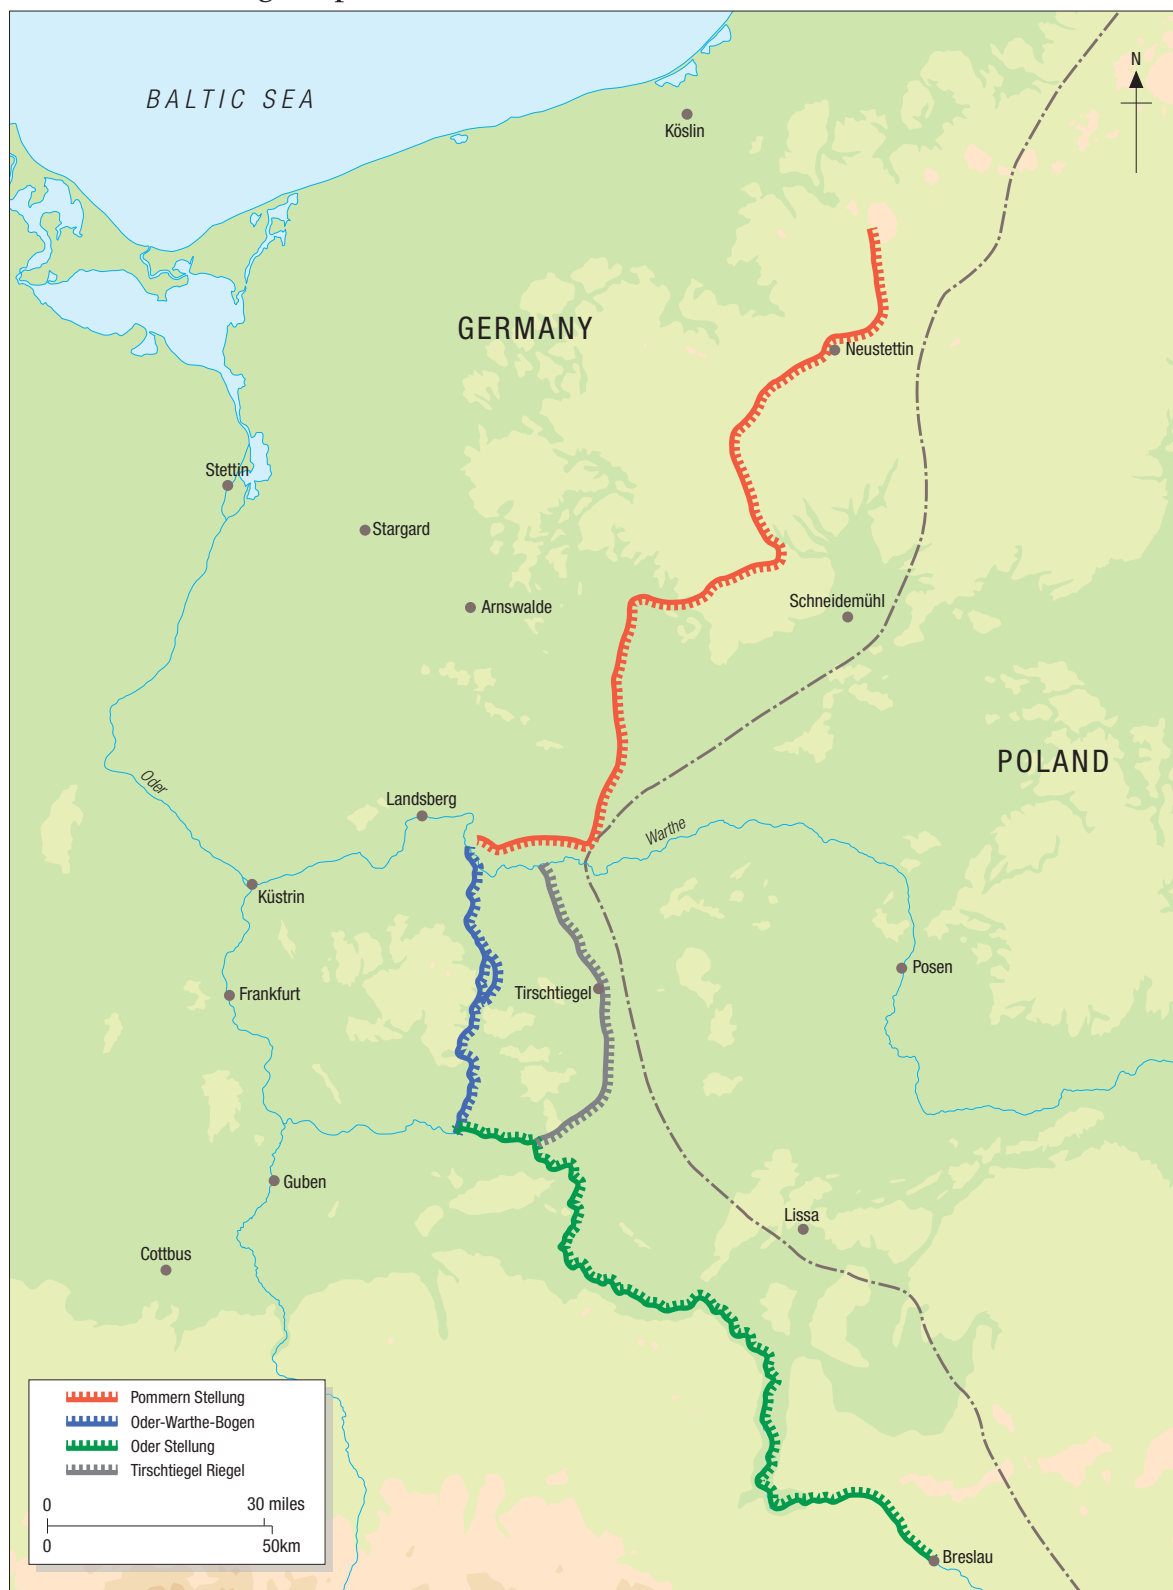 BALTIC SEA
N
Köslin
GERMANY
Neustettin
Stettin
Stargard
Arnswalde
Schneidemühl
POLAND
Oder
Landsberg
Warthe
Küstrin
Posen
Frankfurt
Tirschtiegel
Guben
Lissa
Cottbus
Pommern Stellung
Oder-Warthe-Bogen
Oder Stellung
Tirschtiegel Riegel
0 30 miles
0 50km
Breslau